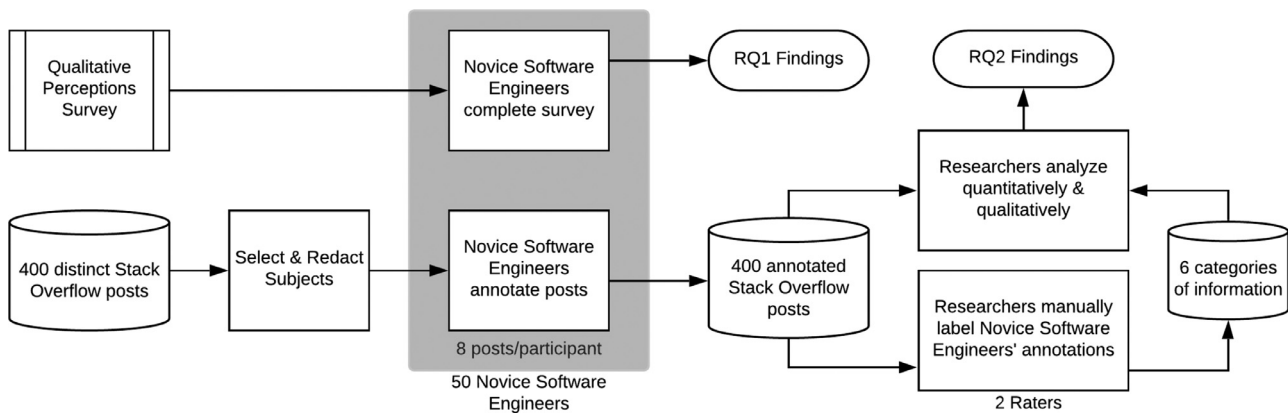 Qualitative
Perceptions
Survey
Novice Software
Engineers
complete survey
RQ1 Findings
RQ2 Findings
Researchers analyze
quantitatively &
qualitatively
400 distinct Stack
Overflow posts
Select & Redact
Subjects
Novice Software
Engineers
annotate posts
8 posts/participant
50 Novice Software
Engineers
400 annotated
Stack Overflow
posts
Researchers manually
label Novice Software
Engineers' annotations
2 Raters
6 categories
of information